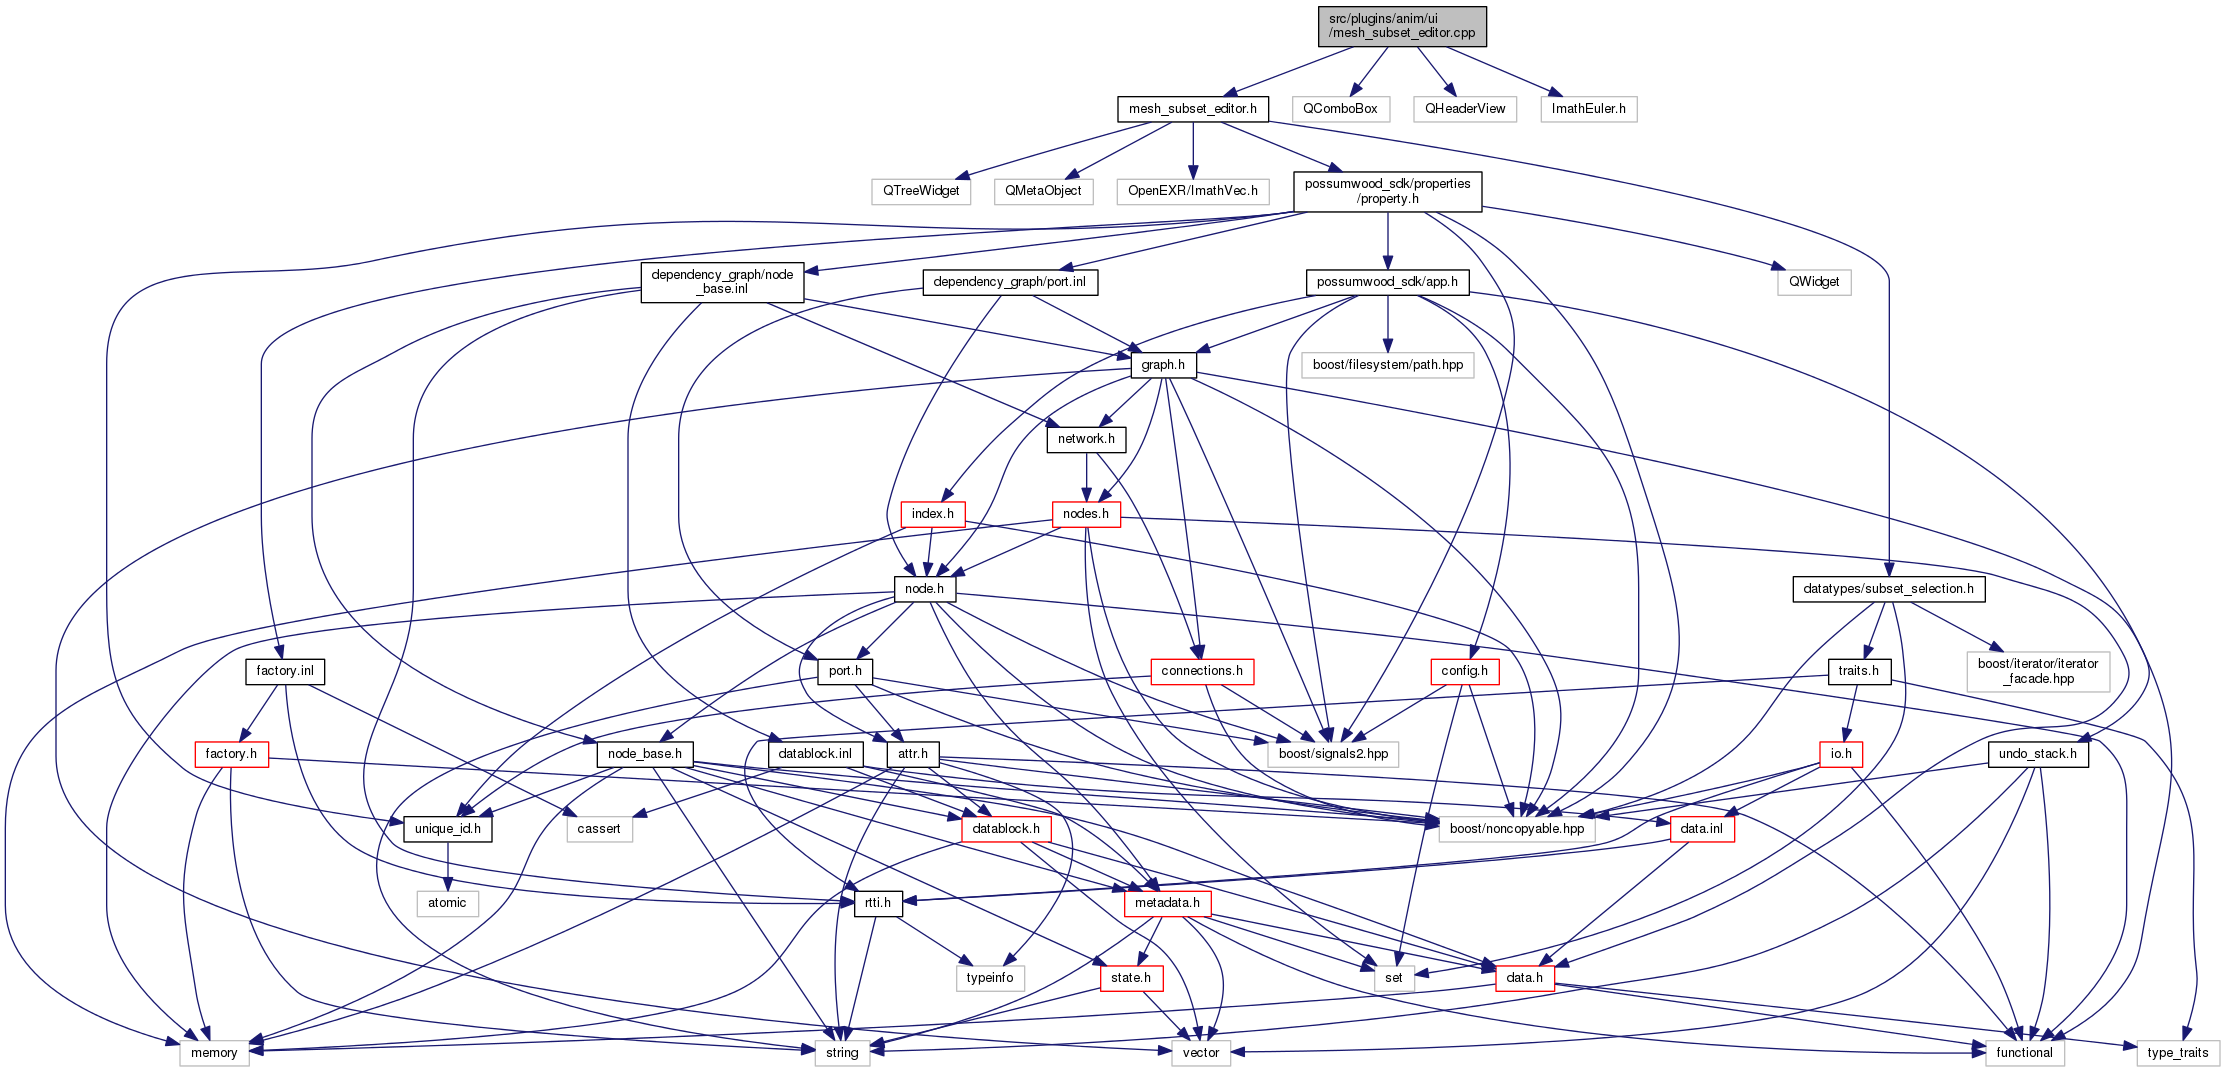 src/plugins/anim/ui
/mesh_subset_editor.cpp
mesh_subset_editor.h
QComboBox
QHeaderView
ImathEuler.h
QTreeWidget
QMetaObject
OpenEXR/ImathVec.h
possumwood_sdk/properties
/property.h
dependency_graph/node
_base.inl
dependency_graph/port.inl
possumwood_sdk/app.h
QWidget
graph.h
boost/filesystem/path.hpp
network.h
index.h
nodes.h
node.h
datatypes/subset_selection.h
factory.inl
port.h
connections.h
config.h
traits.h
boost/iterator/iterator
_facade.hpp
factory.h
node_base.h
datablock.inl
attr.h
boost/signals2.hpp
io.h
undo_stack.h
unique_id.h
cassert
datablock.h
boost/noncopyable.hpp
data.inl
atomic
rtti.h
metadata.h
typeinfo
state.h
set
data.h
memory
string
vector
functional
type_traits